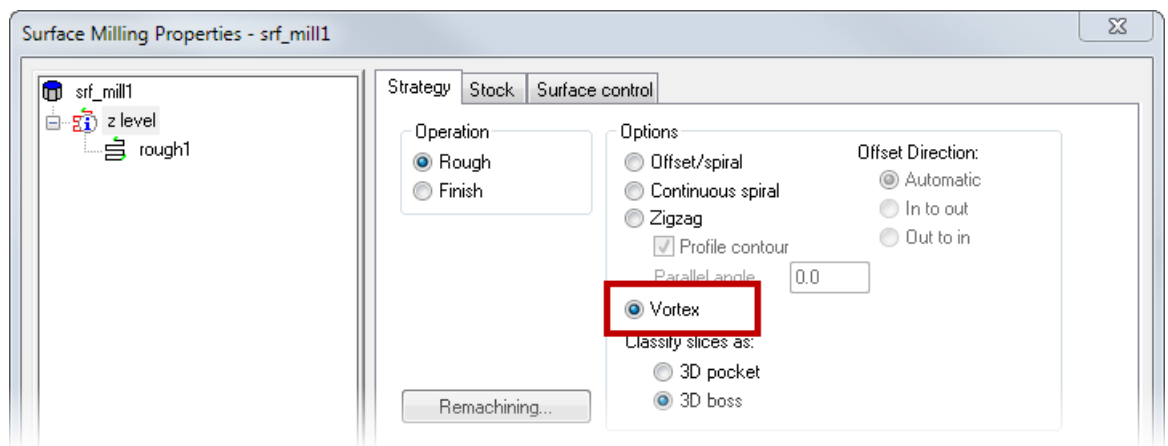 Surface Milling Properties - srf_mill1
srf_mill1
z level
rough1
Strategy Stock Surface control
Operation
Rough
Finish
Options
Offset/spiral
Continuous spiral
Zigzag
Profile contour
Parallel angle 0.0
Vortex
Classify slices as:
3D pocket
3D boss
Offset Direction:
Automatic
In to out
Out to in
Remachining...